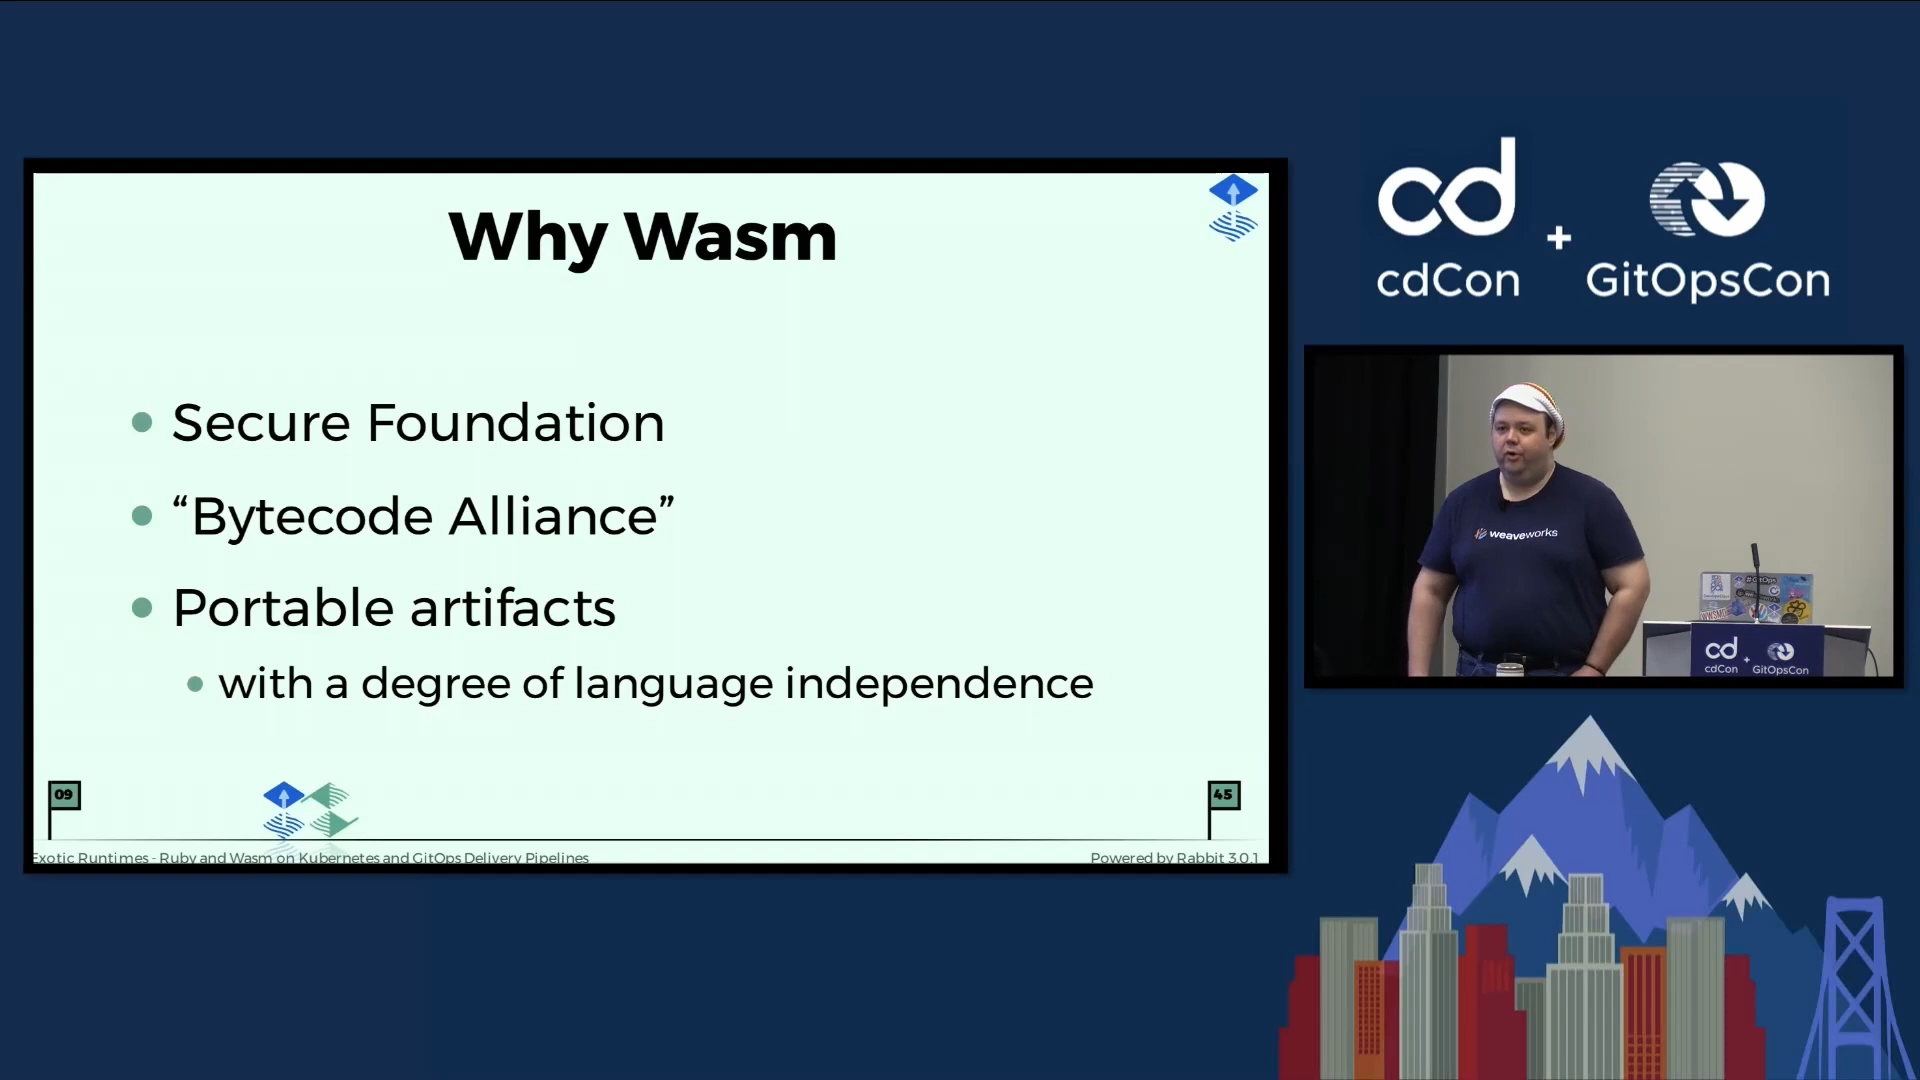 Why Wasm
Secure Foundation
“Bytecode Alliance”
Portable artifacts
with a degree of language independence
09
45
Exotic Runtimes - Ruby and Wasm on Kubernetes and GitOps Delivery Pipelines
Powered by Rabbit 3.0.1
cd
cdCon
+
GitOpsCon
weaveworks
#GitOps
cd
cdCon
+
GitOpsCon